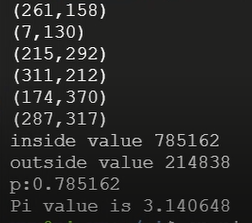 (261,158)
(7,130)
(215,292)
(311,212)
(174,370)
(287,317)
inside value 785162
outside value 214838
p:0.785162
Pi value is 3.140648